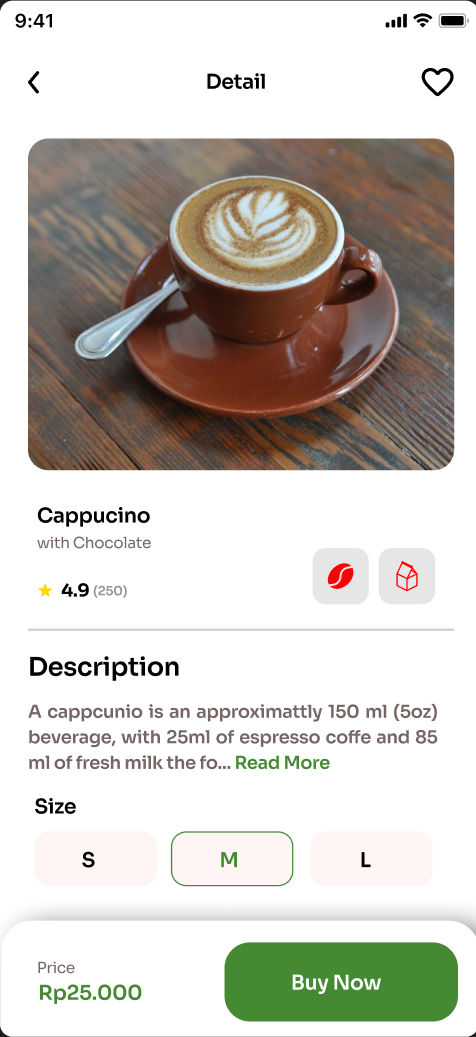 9:41
Detail
Cappucino
with Chocolate
4.9 (250)
Description
A cappcunio is an approximattly 150 ml (5oz)
beverage, with 25ml of espresso coffe and 85
ml of fresh milk the fo... Read More
Size
S M L
Price
Rp25.000
Buy Now